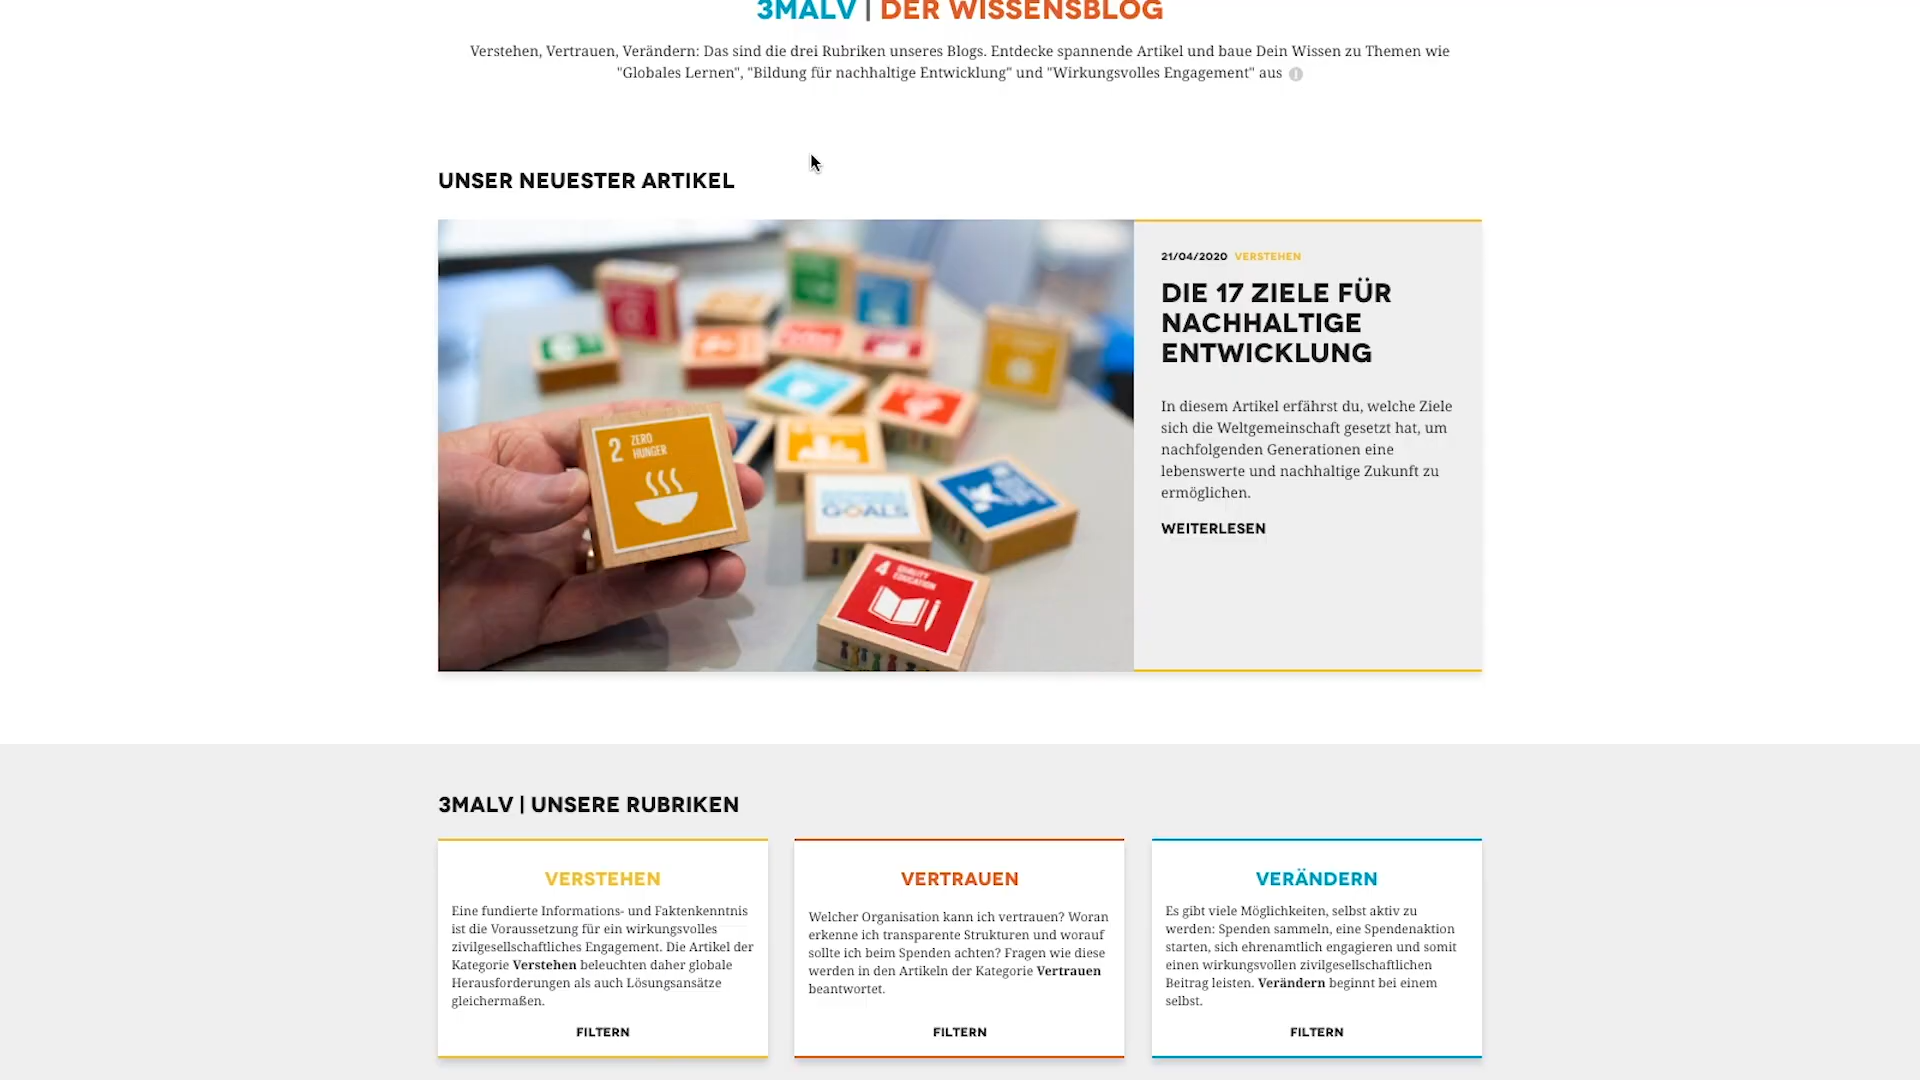 3MALV | DER WISSENSBLOG
Verstehen, Vertrauen, Verändern: Das sind die drei Rubriken unseres Blogs. Entdecke spannende Artikel und baue Dein Wissen zu Themen wie
"Globales Lernen", "Bildung für nachhaltige Entwicklung" und "Wirkungsvolles Engagement" aus
UNSER NEUESTER ARTIKEL
2 ZERO
HUNGER
GOALS
4 QUALITY
EDUCATION
21/04/2020 VERSTEHEN
DIE 17 ZIELE FÜR
NACHHALTIGE
ENTWICKLUNG
In diesem Artikel erfährst du, welche Ziele
sich die Weltgemeinschaft gesetzt hat, um
nachfolgenden Generationen eine
lebenswerte und nachhaltige Zukunft zu
ermöglichen.
WEITERLESEN
3MALV | UNSERE RUBRIKEN
VERSTEHEN
Eine fundierte Informations- und Faktenkenntnis
ist die Voraussetzung für ein wirkungsvolles
zivilgesellschaftliches Engagement. Die Artikel der
Kategorie Verstehen beleuchten daher globale
Herausforderungen als auch Lösungsansätze
gleichermaßen.
FILTERN
VERTRAUEN
Welcher Organisation kann ich vertrauen? Woran
erkenne ich transparente Strukturen und worauf
sollte ich beim Spenden achten? Fragen wie diese
werden in den Artikeln der Kategorie Vertrauen
beantwortet.
FILTERN
VERÄNDERN
Es gibt viele Möglichkeiten, selbst aktiv zu
werden: Spenden sammeln, eine Spendenaktion
starten, sich ehrenamtlich engagieren und somit
einen wirkungsvollen zivilgesellschaftlichen
Beitrag leisten. Verändern beginnt bei einem
selbst.
FILTERN